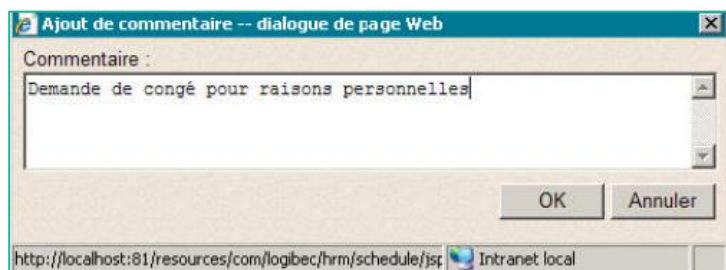 Ajout de commentaire -- dialogue de page Web
Commentaire :
Demande de congé pour raisons personnelles
OK Annuler
http://localhost:81/resources/com/logibec/hrm/schedule/jsp Intranet local